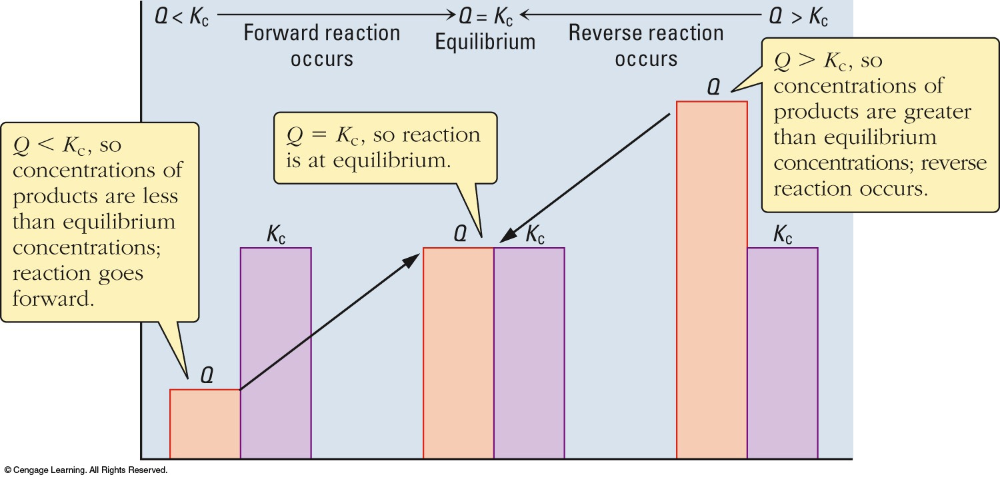 Q < Kc
Q = Kc
Q > Kc
Forward reaction
occurs
Equilibrium
Reverse reaction
occurs
Q < Kc, so
concentrations of
products are less
than equilibrium
concentrations;
reaction goes
forward.
Q = Kc, so reaction
is at equilibrium.
Q > Kc, so
concentrations of
products are greater
than equilibrium
concentrations; reverse
reaction occurs.
Q
Kc
Q
Kc
Q
Kc
© Cengage Learning. All Rights Reserved.